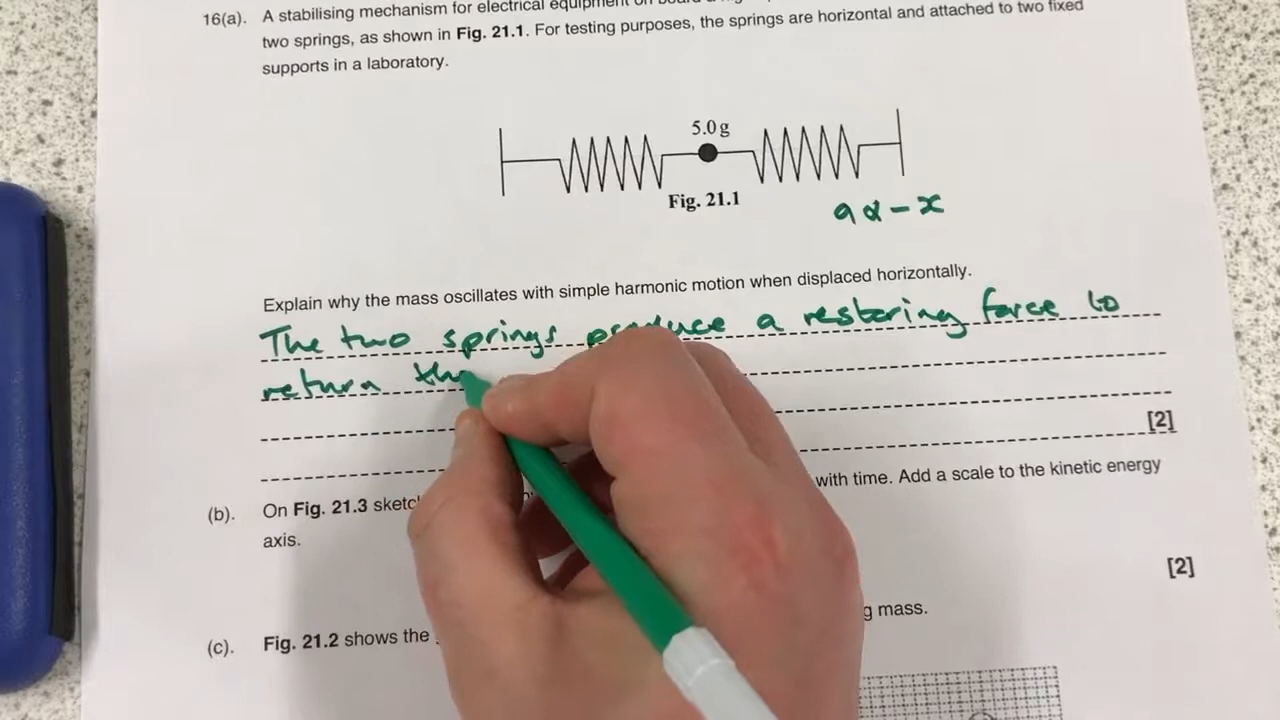 16(a). A stabilising mechanism for electrical equipment on board a
two springs, as shown in Fig. 21.1. For testing purposes, the springs are horizontal and attached to two fixed
supports in a laboratory.
5.0 g
Fig. 21.1
a α - x
Explain why the mass oscillates with simple harmonic motion when displaced horizontally.
The two springs produce a restoring force to
return the
[2]
(b). On Fig. 21.3 sketch with time. Add a scale to the kinetic energy
axis.
[2]
(c). Fig. 21.2 shows the mass.